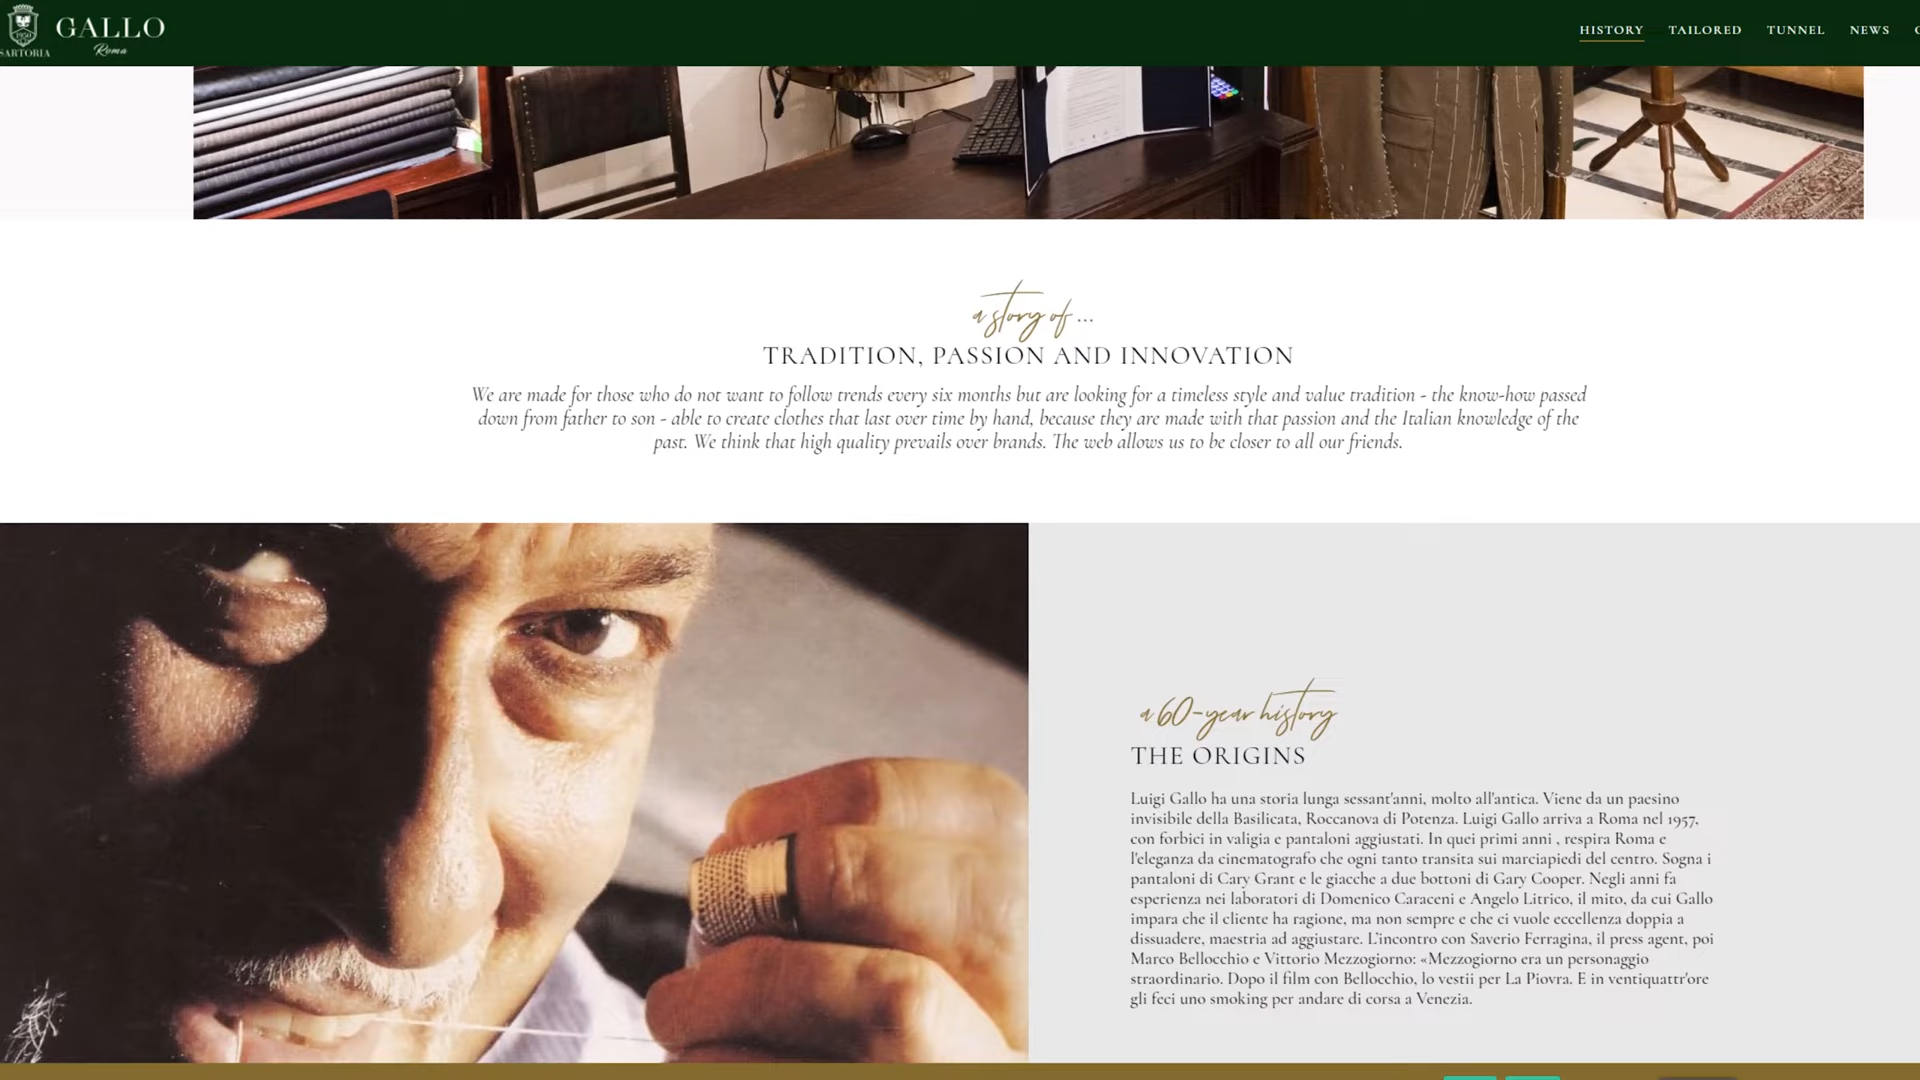 GALLO
1950
Roma
SARTORIA
HISTORY TAILORED TUNNEL NEWS
a story of ...
TRADITION, PASSION AND INNOVATION
We are made for those who do not want to follow trends every six months but are looking for a timeless style and value tradition - the know-how passed
down from father to son - able to create clothes that last over time by hand, because they are made with that passion and the Italian knowledge of the
past. We think that high quality prevails over brands. The web allows us to be closer to all our friends.
a 60-year history
THE ORIGINS
Luigi Gallo ha una storia lunga sessant'anni, molto all'antica. Viene da un paesino
invisibile della Basilicata, Roccanova di Potenza. Luigi Gallo arriva a Roma nel 1957,
con forbici in valigia e pantaloni aggiustati. In quei primi anni , respira Roma e
l'eleganza da cinematografo che ogni tanto transita sui marciapiedi del centro. Sogna i
pantaloni di Cary Grant e le giacche a due bottoni di Gary Cooper. Negli anni fa
esperienza nei laboratori di Domenico Caraceni e Angelo Litrico, il mito, da cui Gallo
impara che il cliente ha ragione, ma non sempre e che ci vuole eccellenza doppia a
dissuadere, maestria ad aggiustare. L'incontro con Saverio Ferragina, il press agent, poi
Marco Bellocchio e Vittorio Mezzogiorno: «Mezzogiorno era un personaggio
straordinario. Dopo il film con Bellocchio, lo vestii per La Piovra. E in ventiquattr'ore
gli feci uno smoking per andare di corsa a Venezia.